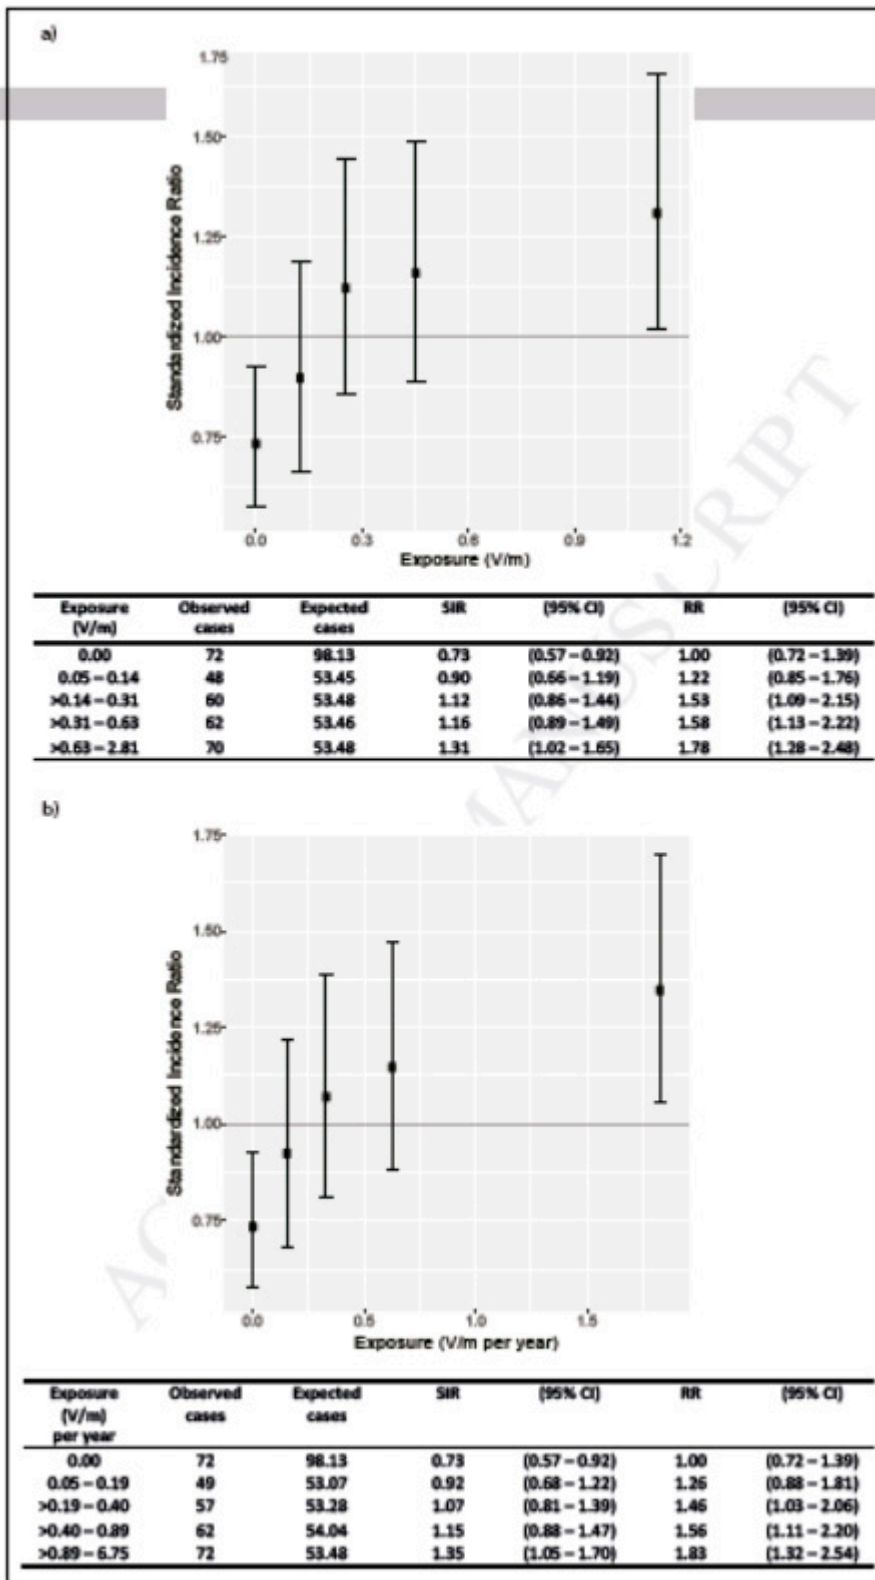 a)
1.75
1.50
1.25
1.00
0.75
Standardized Incidence Ratio
0.0 0.3 0.6 0.9 1.2
Exposure (V/m)
Exposure (V/m) Observed cases Expected cases SIR (95% CI) RR (95% CI)
0.00 72 98.13 0.73 (0.57 – 0.92) 1.00 (0.72 – 1.39)
0.05 – 0.14 48 53.45 0.90 (0.66 – 1.19) 1.22 (0.85 – 1.76)
>0.14 – 0.31 60 53.48 1.12 (0.86 – 1.44) 1.53 (1.09 – 2.15)
>0.31 – 0.63 62 53.46 1.16 (0.89 – 1.49) 1.58 (1.13 – 2.22)
>0.63 – 2.81 70 53.48 1.31 (1.02 – 1.65) 1.78 (1.28 – 2.48)
b)
1.75
1.50
1.25
1.00
0.75
Standardized Incidence Ratio
0.0 0.5 1.0 1.5
Exposure (V/m per year)
Exposure (V/m) per year Observed cases Expected cases SIR (95% CI) RR (95% CI)
0.00 72 98.13 0.73 (0.57 – 0.92) 1.00 (0.72 – 1.39)
0.05 – 0.19 49 53.07 0.92 (0.68 – 1.22) 1.26 (0.88 – 1.81)
>0.19 – 0.40 57 53.28 1.07 (0.81 – 1.39) 1.46 (1.03 – 2.06)
>0.40 – 0.89 62 54.04 1.15 (0.88 – 1.47) 1.56 (1.11 – 2.20)
>0.89 – 6.75 72 53.48 1.35 (1.05 – 1.70) 1.83 (1.32 – 2.54)
MANUSCRIPT